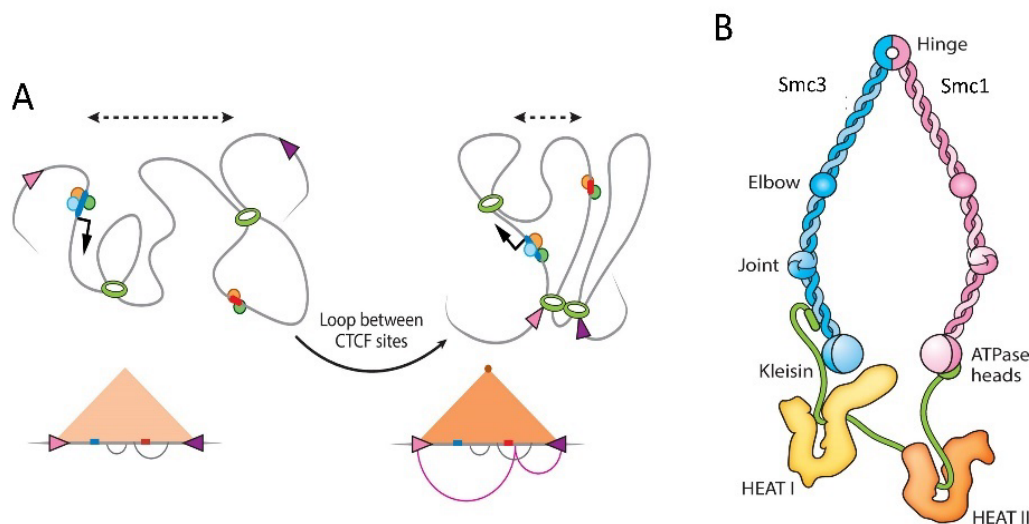 A
Loop between
CTCF sites
B
Hinge
Smc3
Smc1
Elbow
Joint
Kleisin
ATPase
heads
HEAT I
HEAT II